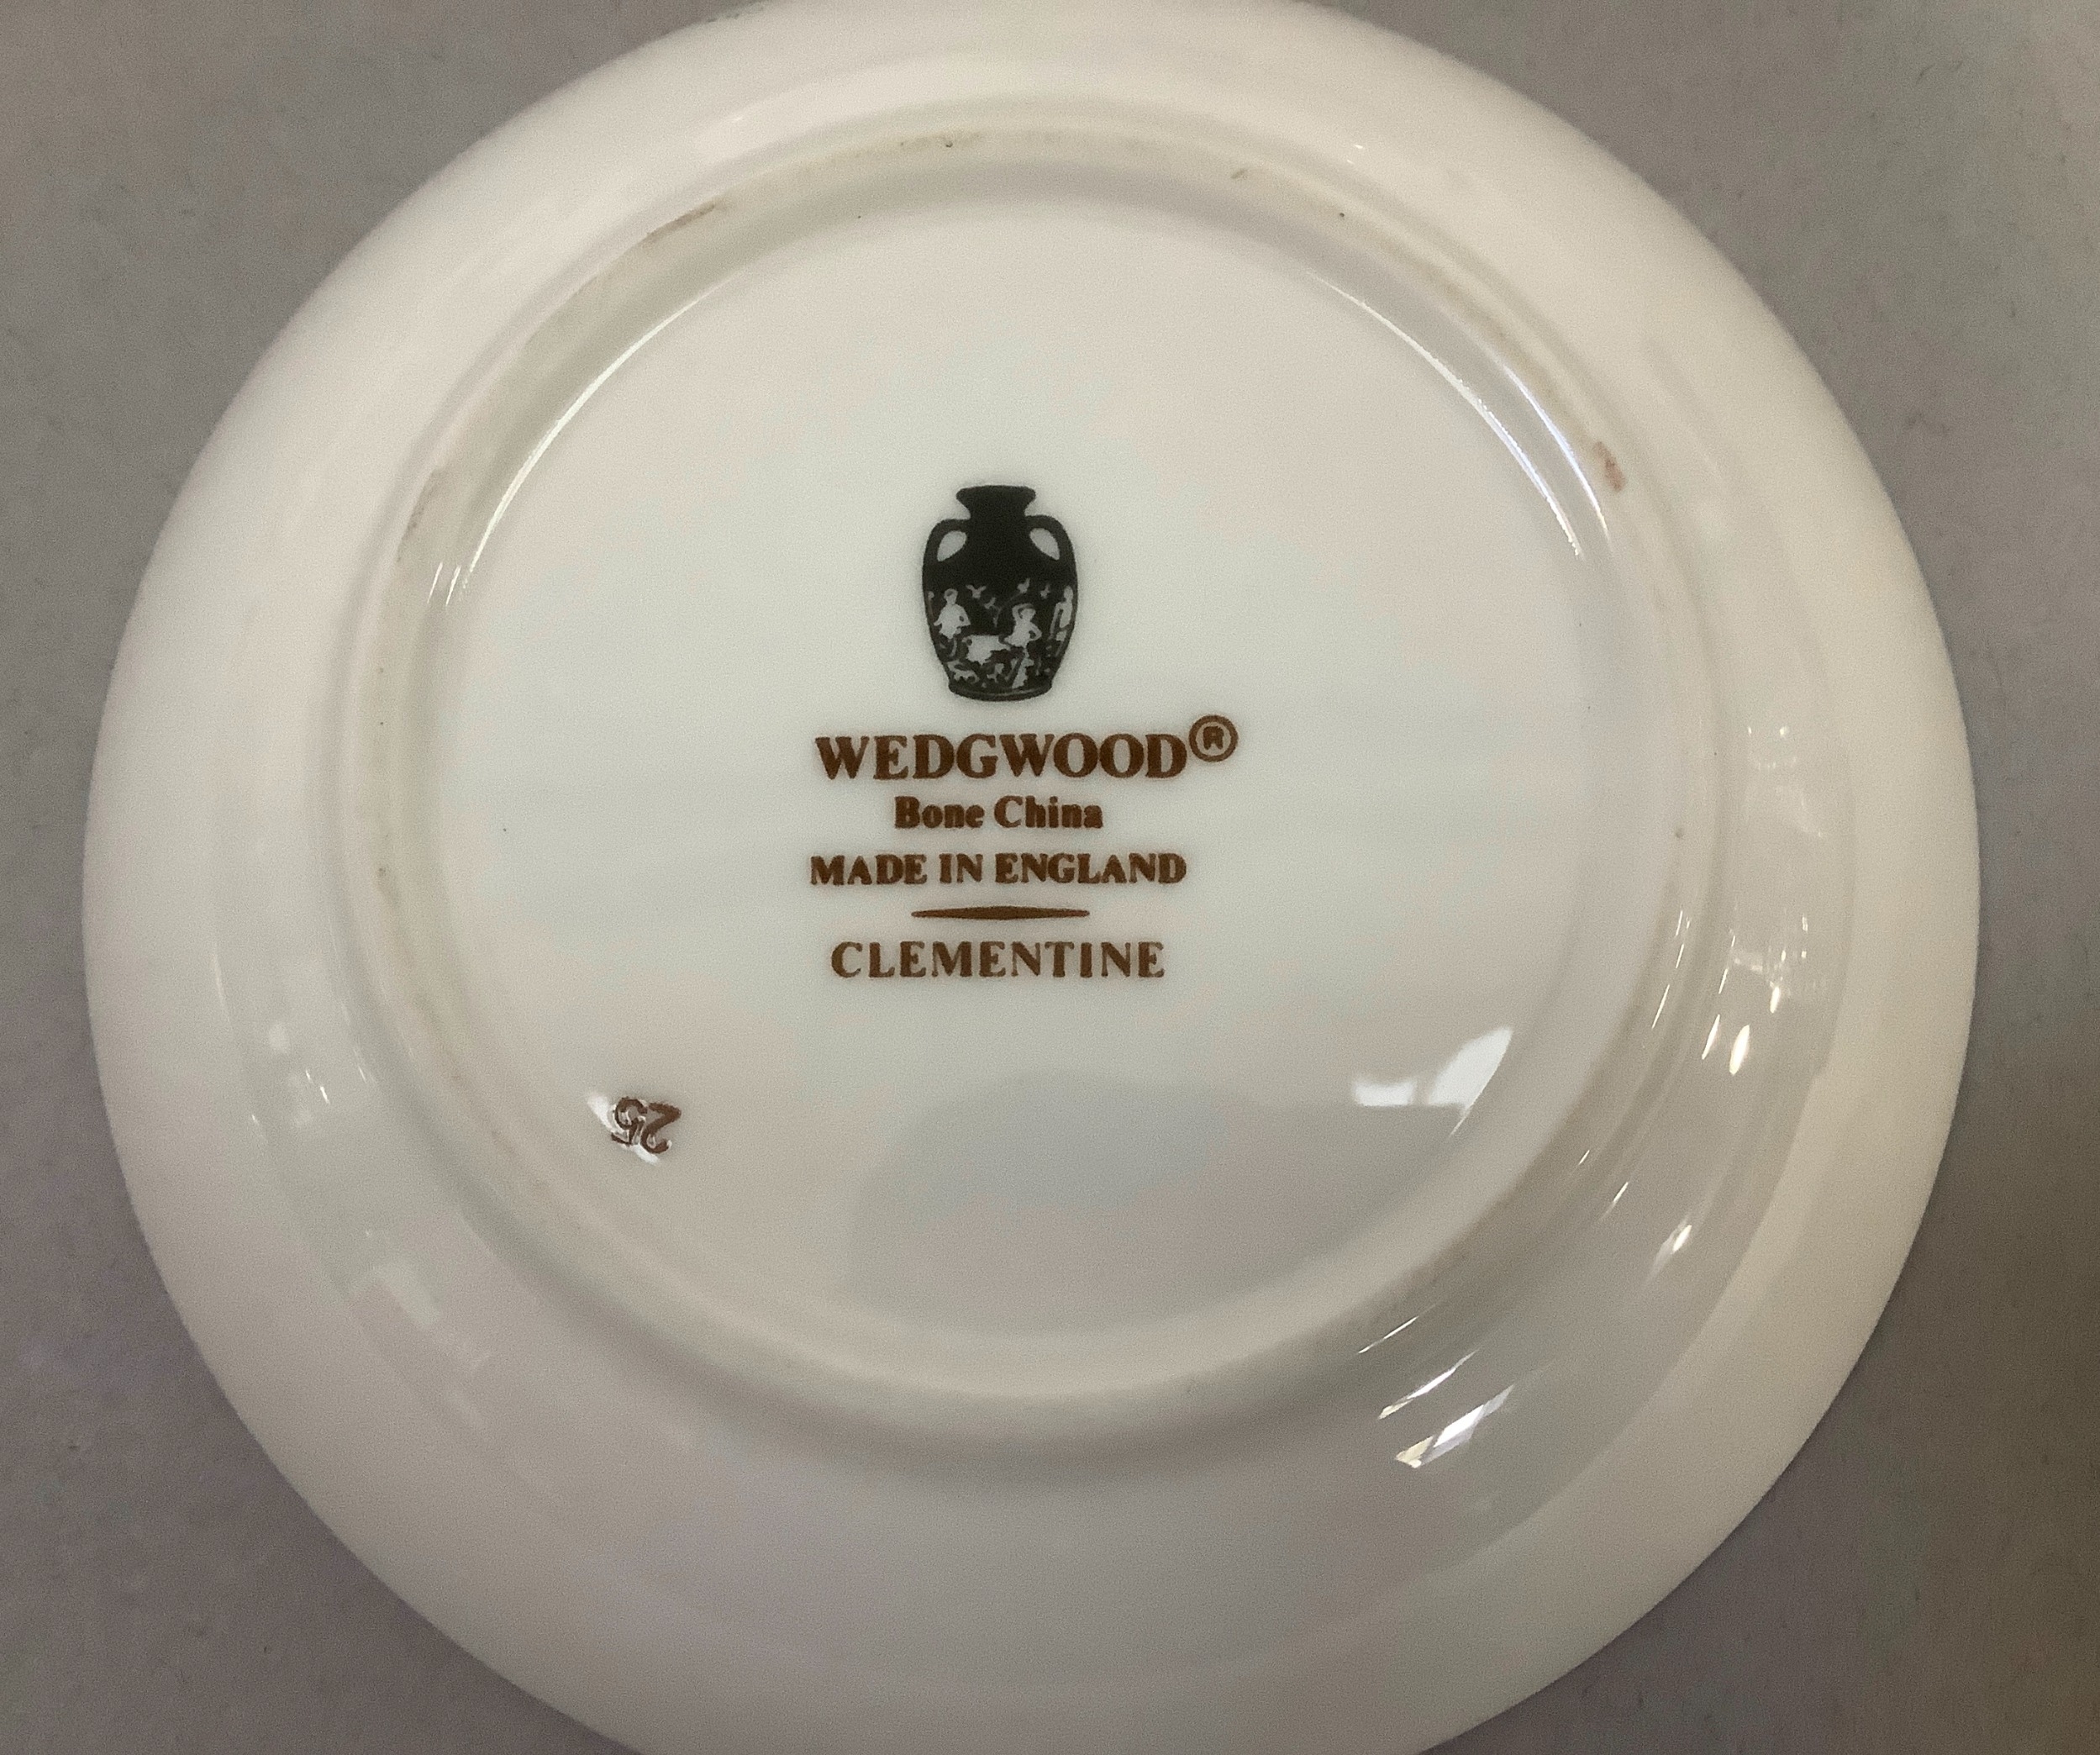 WEDGWOOD®
Bone China
MADE IN ENGLAND
CLEMENTINE
25